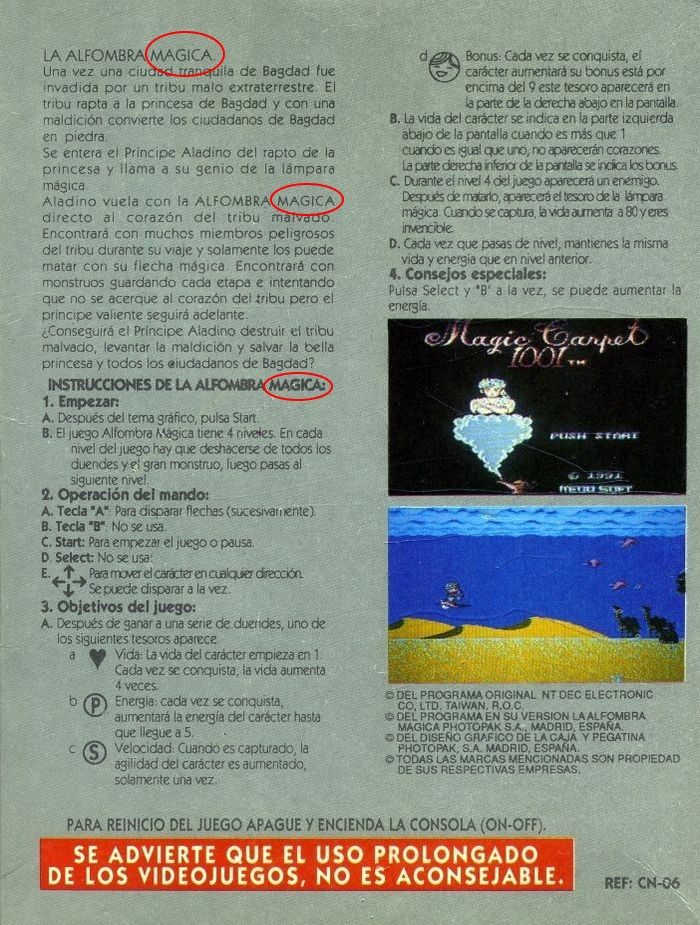 LA ALFOMBRA MAGICA.
Una vez una ciudad tranquila de Bagdad fue
invadida por un tribu malo extraterrestre. El
tribu rapta a la princesa de Bagdad y con una
maldición convierte los ciudadanos de Bagdad
en piedra.
Se entera el Príncipe Aladino del rapto de la
princesa y llama a su genio de la lámpara
mágica.
Aladino vuela con la ALFOMBRA MAGICA
directo al corazón del tribu malvado.
Encontrará con muchos miembros peligrosos
del tribu durante su viaje y solamente los puede
matar con su flecha mágica. Encontrará con
monstruos guardando cada etapa e intentando
que no se acerque al corazón del tribu pero el
príncipe valiente seguirá adelante.
¿Conseguirá el Príncipe Aladino destruir el tribu
malvado, levantar la maldición y salvar la bella
princesa y todos los ciudadanos de Bagdad?
INSTRUCCIONES DE LA ALFOMBRA MAGICA:
1. Empezar:
A. Después del tema gráfico, pulsa Start.
B. El juego Alfombra Mágica tiene 4 niveles. En cada
nivel del juego hay que deshacerse de todos los
duendes y el gran monstruo, luego pasas al
siguiente nivel.
2. Operación del mando:
A. Tecla "A": Para disparar flechas (sucesivamente).
B. Tecla "B": No se usa.
C. Start: Para empezar el juego o pausa.
D. Select: No se usa:
E. Para mover el carácter en cualquier dirección.
Se puede disparar a la vez.
3. Objetivos del juego:
A. Después de ganar a una serie de duendes, uno de
los siguientes tesoros aparece.
a Vida: La vida del carácter empieza en 1.
Cada vez se conquista, la vida aumenta
4 veces.
b P Energía: cada vez se conquista,
aumentará la energía del carácter hasta
que llegue a 5.
c S Velocidad: Cuando es capturado, la
agilidad del carácter es aumentado,
solamente una vez.
d Bonus: Cada vez se conquista, el
carácter aumentará su bonus está por
encima del 9 este tesoro aparecerá en
la parte de la derecha abajo en la pantalla.
B. La vida del carácter se indica en la parte izquierda
abajo de la pantalla cuando es más que 1
cuando es igual que uno, no aparecerán corazones.
La parte derecha inferior de la pantalla se indica los bonus.
C. Durante el nivel 4 del juego aparecerá un enemigo.
Después de matarlo, aparecerá el tesoro de la lámpara
mágica. Cuando se captura, la vida aumenta a 80 y eres
invencible.
D. Cada vez que pasas de nivel, mantienes la misma
vida y energía que en nivel anterior.
4. Consejos especiales:
Pulsa Select y "B' a la vez, se puede aumentar la
energía.
Magic Carpet
1001 TM
PUSH START
© 1991
MEGU SOFT
© DEL PROGRAMA ORIGINAL NT DEC ELECTRONIC
CO, LTD. TAIWAN, R.O.C.
© DEL PROGRAMA EN SU VERSION LA ALFOMBRA
MAGICA PHOTOPAK S.A., MADRID, ESPAÑA.
© DEL DISEÑO GRAFICO DE LA CAJA Y PEGATINA
PHOTOPAK, S.A. MADRID, ESPAÑA.
© TODAS LAS MARCAS MENCIONADAS SON PROPIEDAD
DE SUS RESPECTIVAS EMPRESAS.
PARA REINICIO DEL JUEGO APAGUE Y ENCIENDA LA CONSOLA (ON-OFF).
SE ADVIERTE QUE EL USO PROLONGADO
DE LOS VIDEOJUEGOS, NO ES ACONSEJABLE.
REF: CN-06